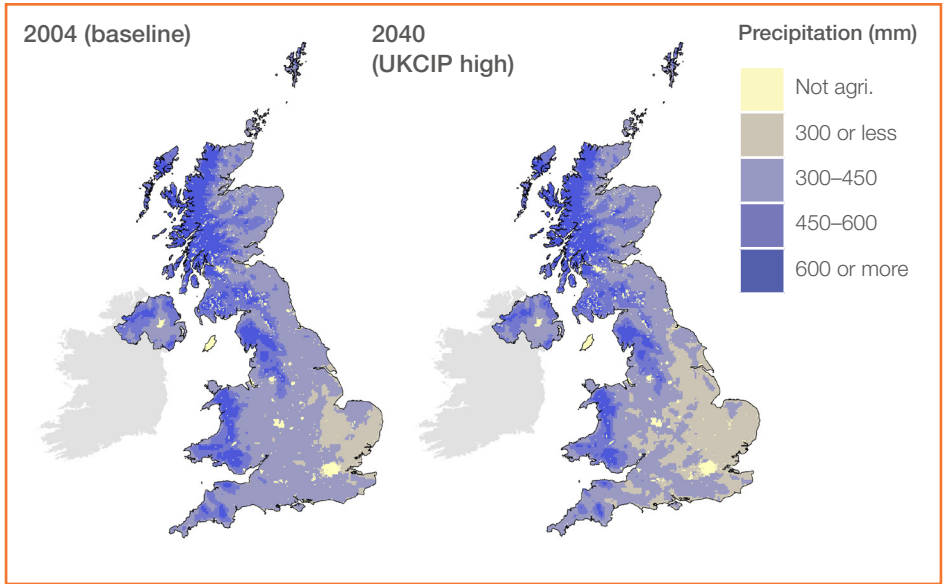 2004 (baseline)
2040
(UKCIP high)
Precipitation (mm)
Not agri.
300 or less
300–450
450–600
600 or more